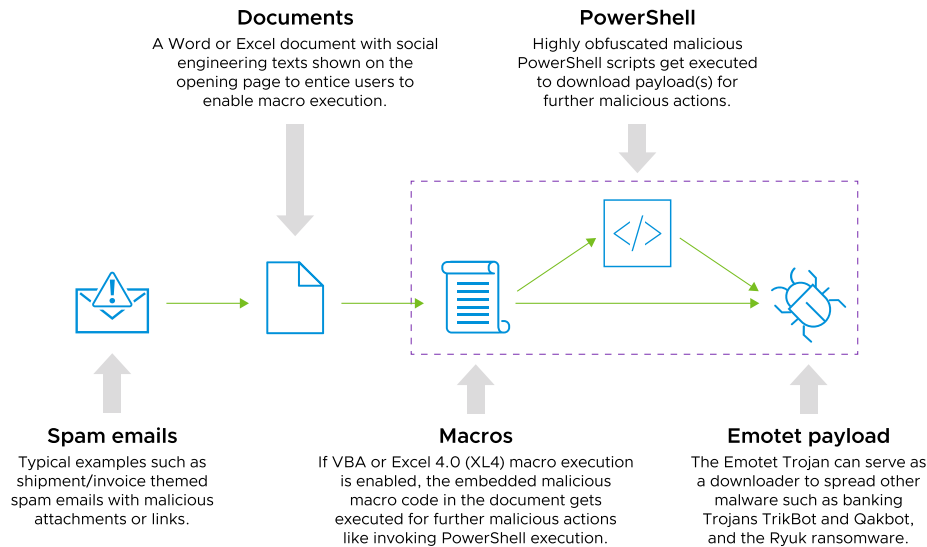 Documents
A Word or Excel document with social
engineering texts shown on the
opening page to entice users to
enable macro execution.
PowerShell
Highly obfuscated malicious
PowerShell scripts get executed
to download payload(s) for
further malicious actions.
</>
Spam emails
Typical examples such as
shipment/invoice themed
spam emails with malicious
attachments or links.
Macros
If VBA or Excel 4.0 (XL4) macro execution
is enabled, the embedded malicious
macro code in the document gets
executed for further malicious actions
like invoking PowerShell execution.
Emotet payload
The Emotet Trojan can serve as
a downloader to spread other
malware such as banking
Trojans TrikBot and Qakbot,
and the Ryuk ransomware.